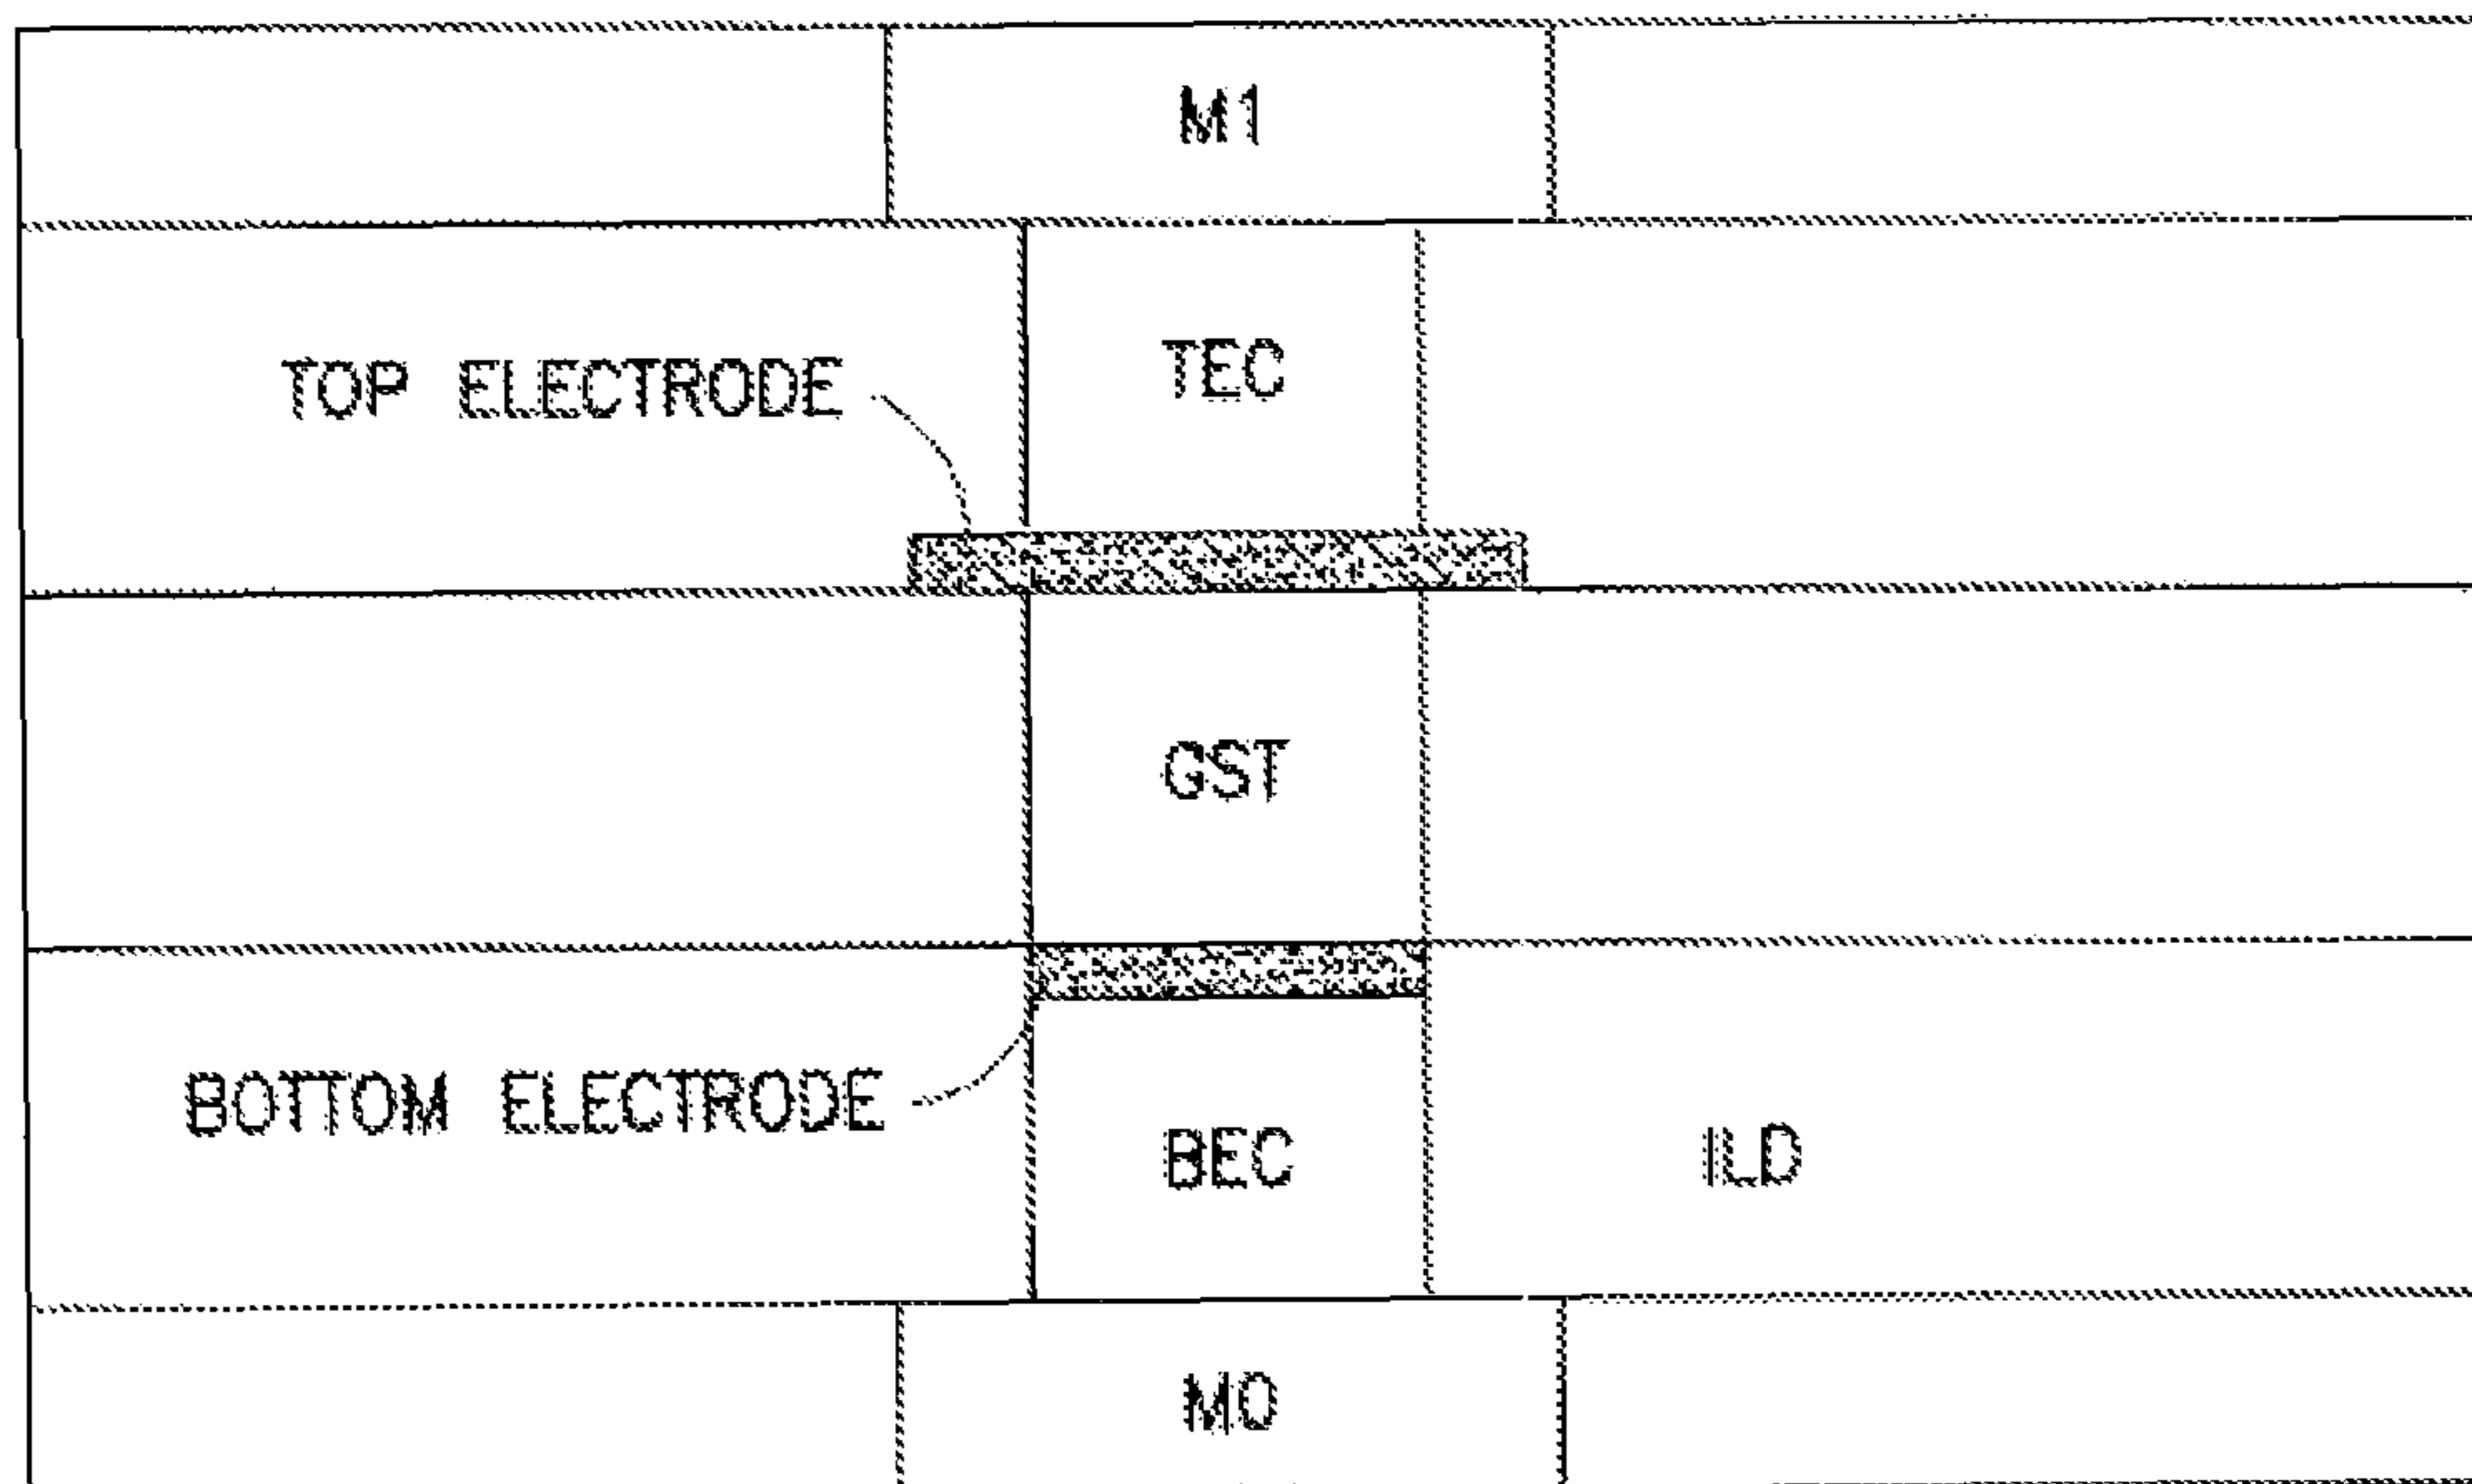 M1
TEC
TOP ELECTRODE
GST
BOTTOM ELECTRODE
BEC
ILD
M0